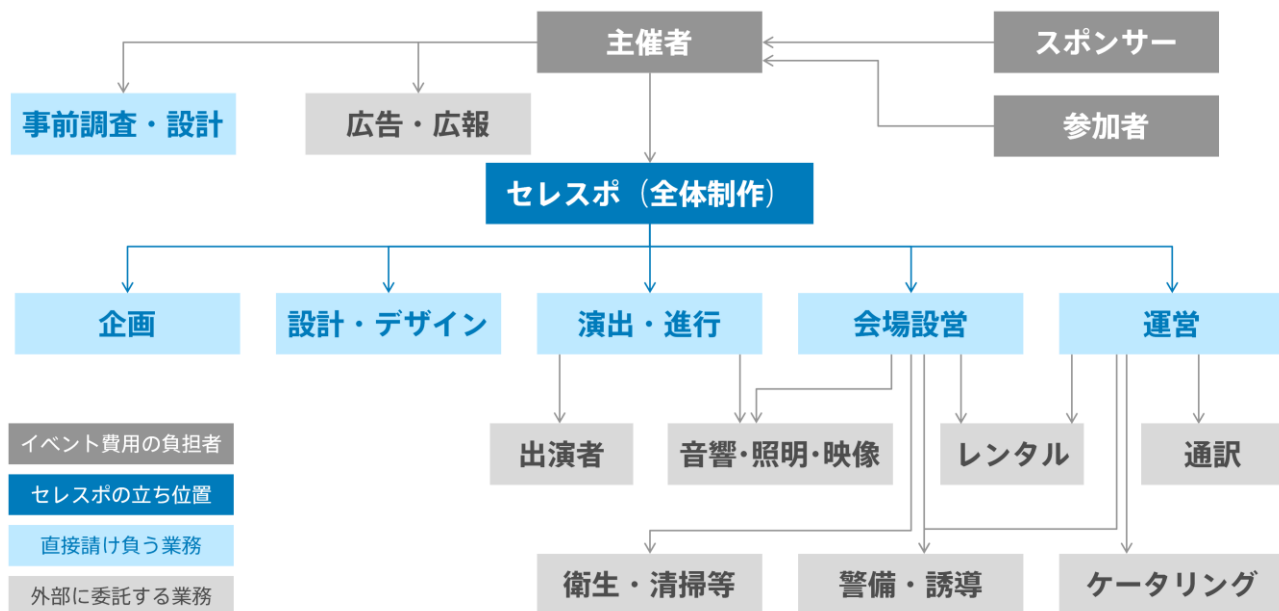 主催者
スポンサー
事前調査・設計
広告・広報
参加者
セレスポ（全体制作）
企画
設計・デザイン
演出・進行
会場設営
運営
出演者
音響・照明・映像
レンタル
通訳
衛生・清掃等
警備・誘導
ケータリング
イベント費用の負担者
セレスポの立ち位置
直接請け負う業務
外部に委託する業務